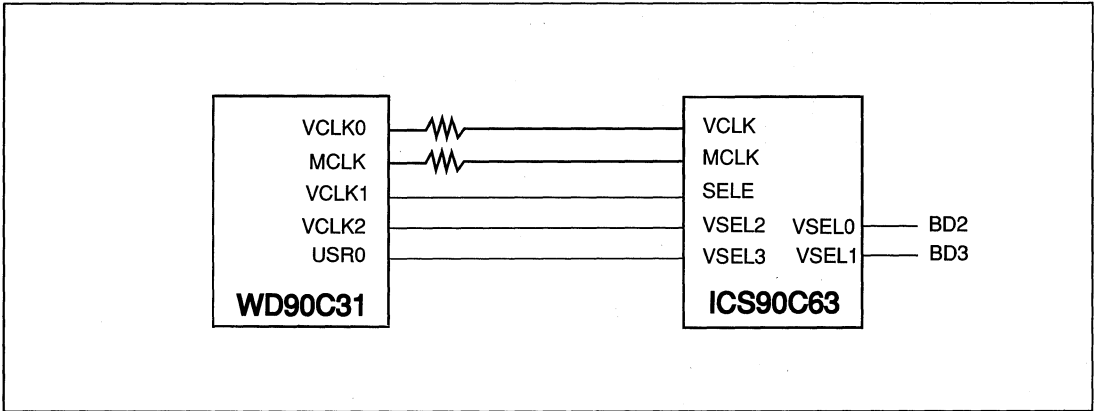 VCLK0
MCLK
VCLK1
VCLK2
USR0
WD90C31
VCLK
MCLK
SELE
VSEL2 VSEL0 BD2
VSEL3 VSEL1 BD3
ICS90C63